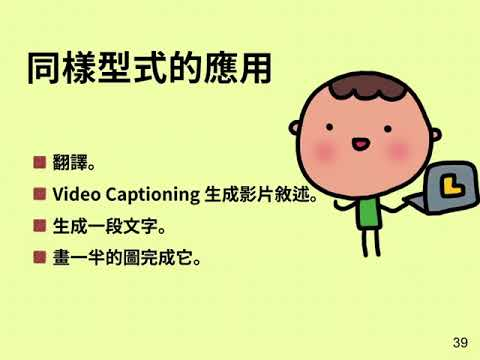 同樣型式的應用
翻譯。
Video Captioning 生成影片敘述。
生成一段文字。
畫一半的圖完成它。
39